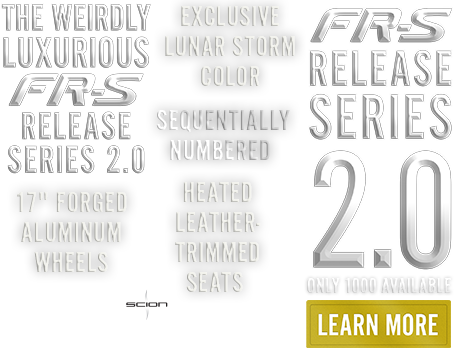 THE WEIRDLY
LUXURIOUS
FR-S
RELEASE
SERIES 2.0
17" FORGED
ALUMINUM
WHEELS
EXCLUSIVE
LUNAR STORM
COLOR
SEQUENTIALLY
NUMBERED
HEATED
LEATHER-
TRIMMED
SEATS
SCION
FR-S
RELEASE
SERIES
2.0
ONLY 1000 AVAILABLE
LEARN MORE